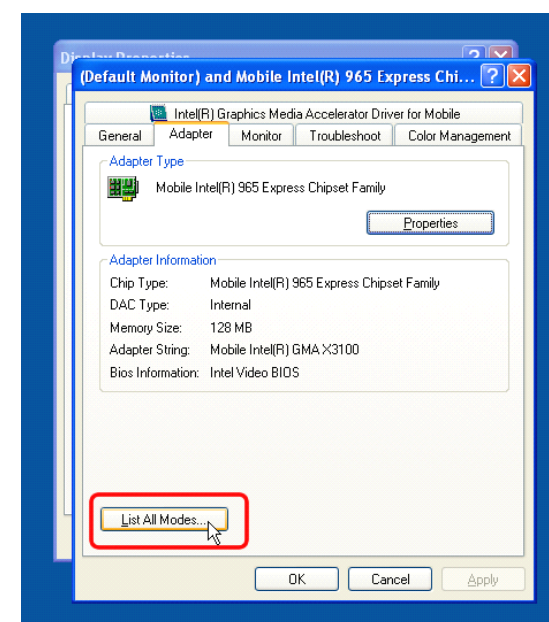 Display Properties
(Default Monitor) and Mobile Intel(R) 965 Express Chi...
Intel(R) Graphics Media Accelerator Driver for Mobile
General Adapter Monitor Troubleshoot Color Management
Adapter Type
Mobile Intel(R) 965 Express Chipset Family
Properties
Adapter Information
Chip Type: Mobile Intel(R) 965 Express Chipset Family
DAC Type: Internal
Memory Size: 128 MB
Adapter String: Mobile Intel(R) GMA X3100
Bios Information: Intel Video BIOS
List All Modes...
OK Cancel Apply